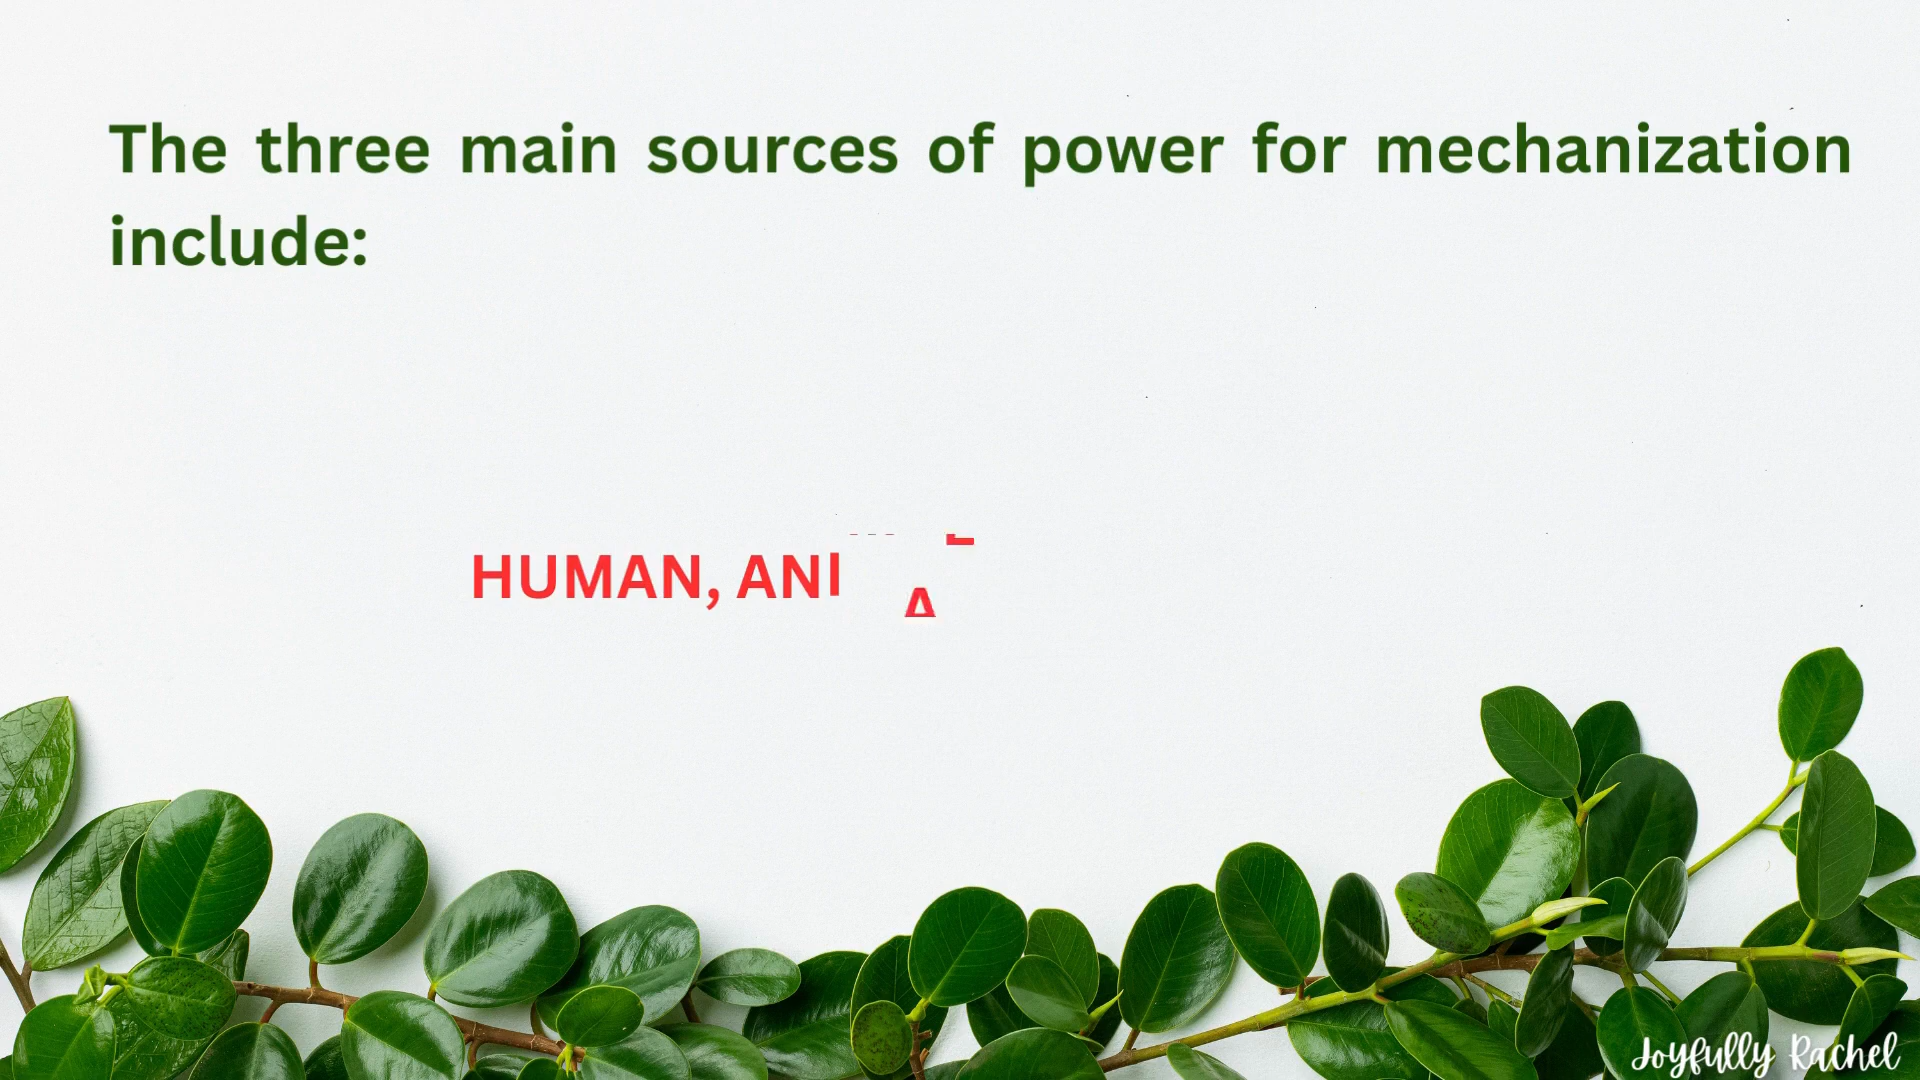 The three main sources of power for mechanization
include:
HUMAN, ANI
Joyfully Rachel